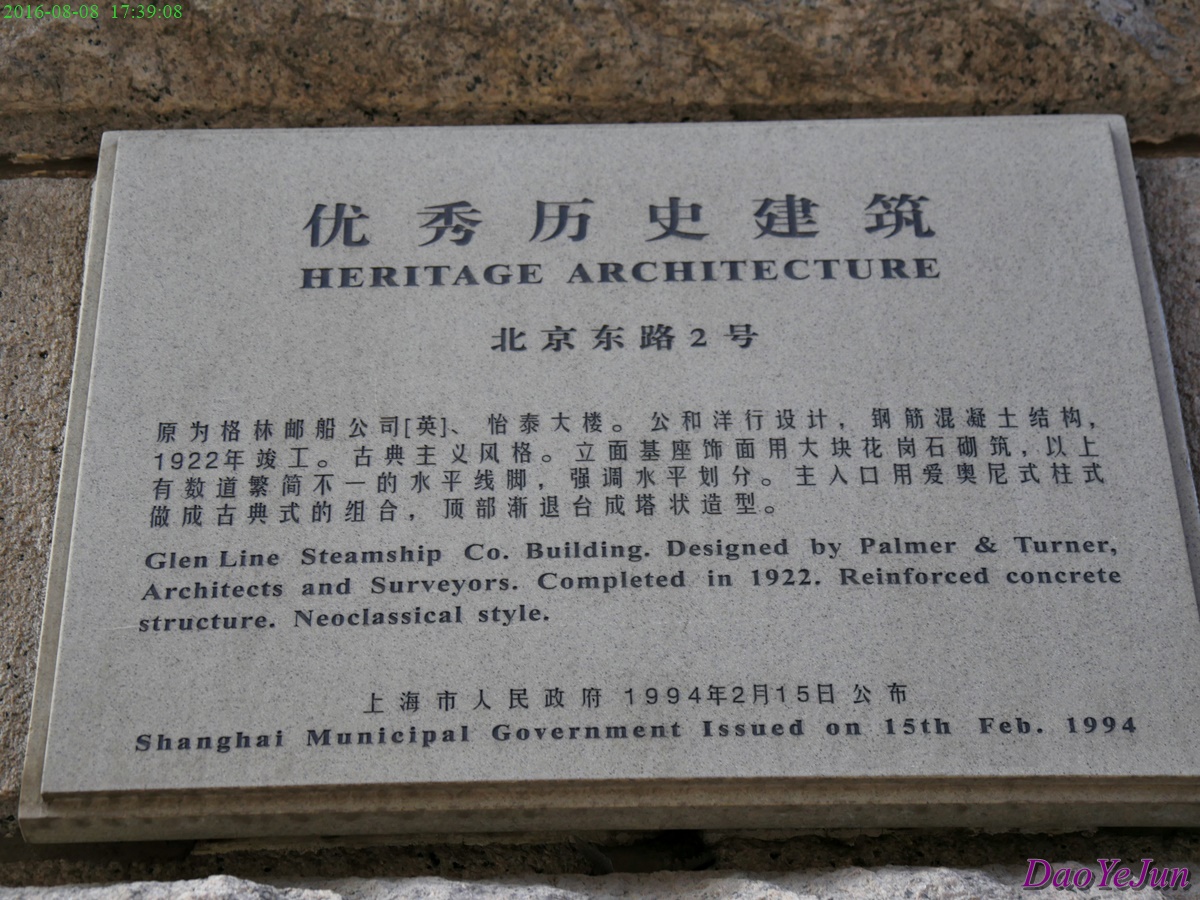 2016-08-08 17:39:08
优秀历史建筑
HERITAGE ARCHITECTURE
北京东路2号
原为格林邮船公司[英]、怡泰大楼。公和洋行设计，钢筋混凝土结构，
1922年竣工。古典主义风格。立面基座饰面用大块花岗石砌筑，以上
有数道繁简不一的水平线脚，强调水平划分。主入口用爱奥尼式柱式
做成古典式的组合，顶部渐退台成塔状造型。
Glen Line Steamship Co. Building. Designed by Palmer & Turner,
Architects and Surveyors. Completed in 1922. Reinforced concrete
structure. Neoclassical style.
上海市人民政府 1994年2月15日公布
Shanghai Municipal Government Issued on 15th Feb. 1994
DaoYeJun